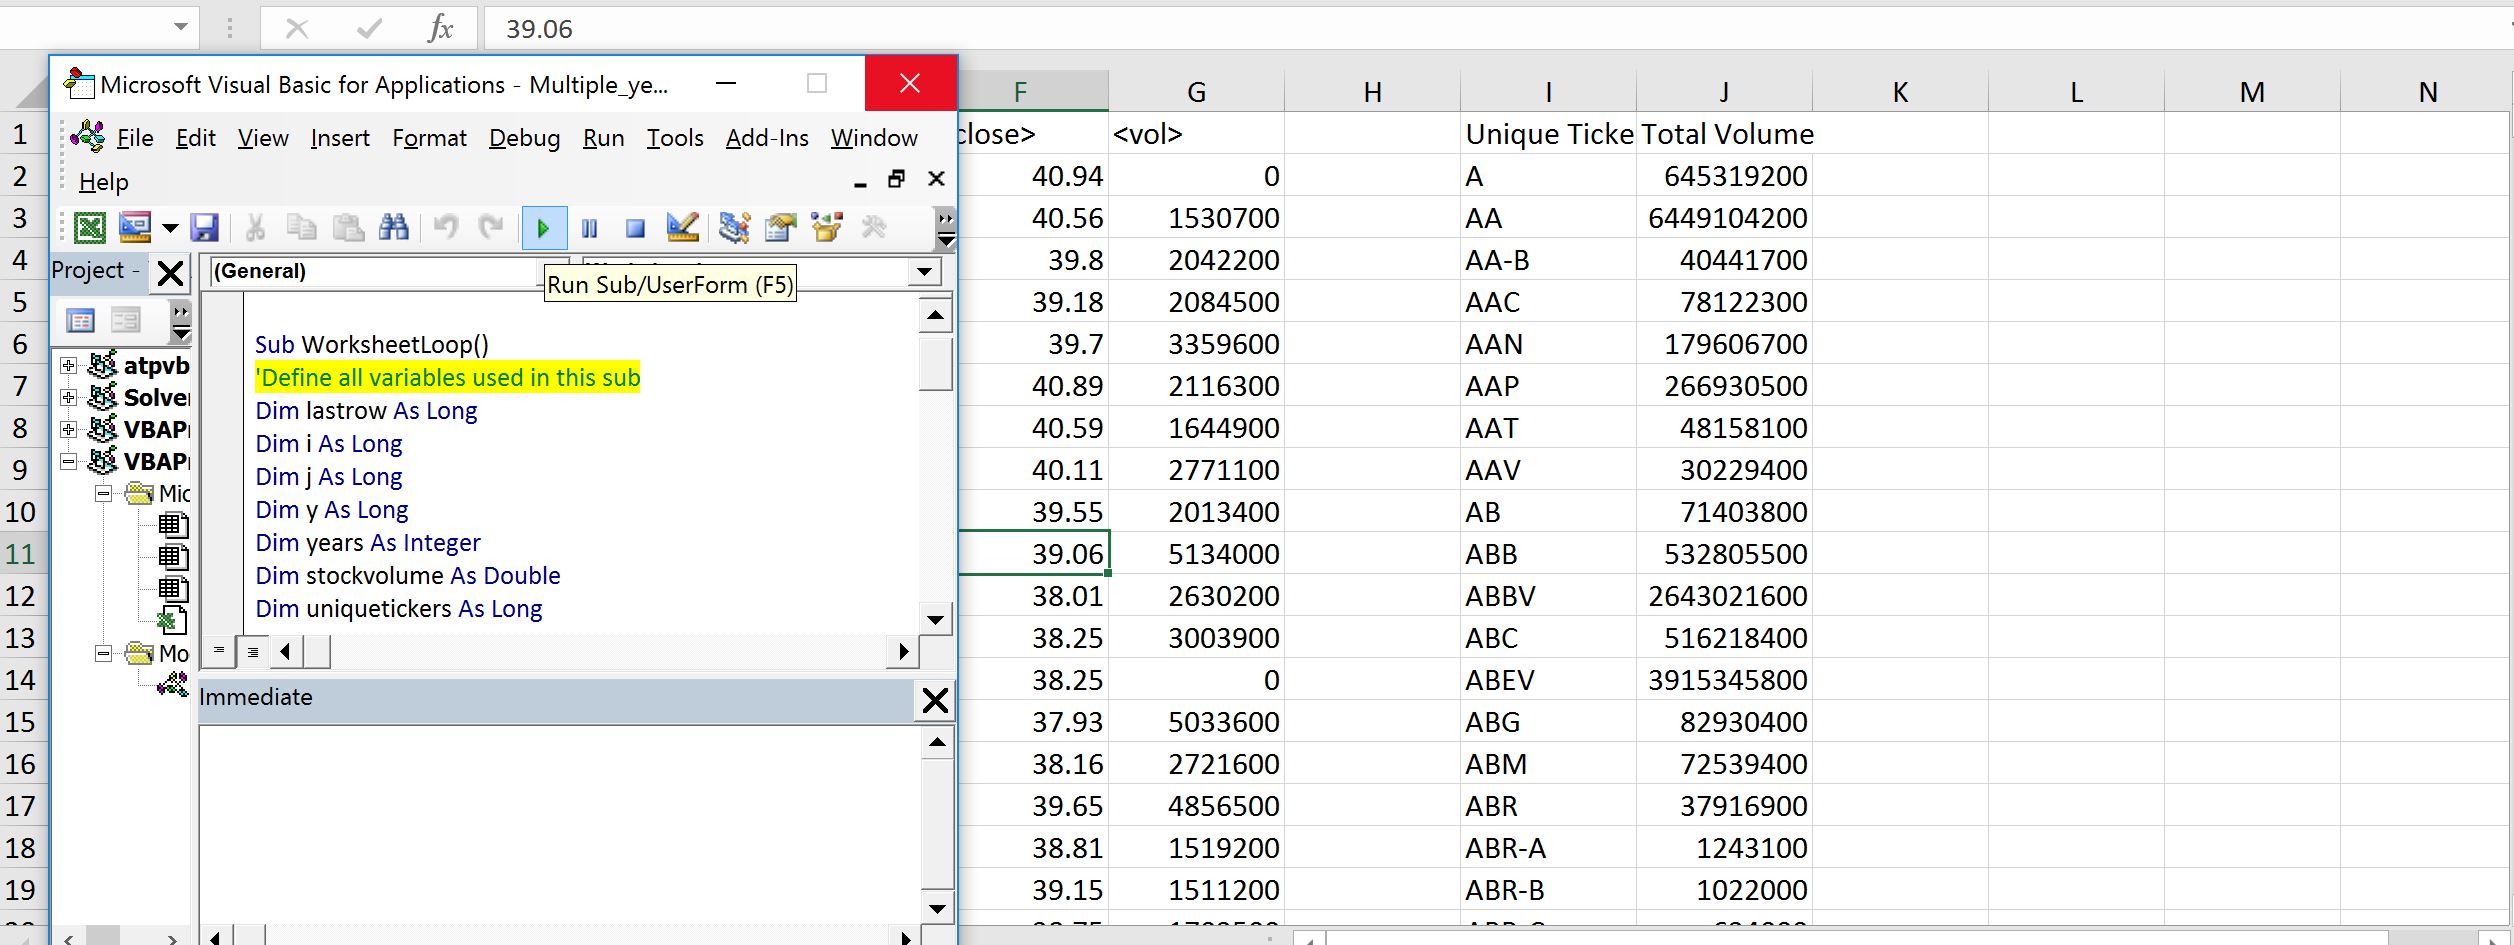 fx 39.06
Microsoft Visual Basic for Applications - Multiple_ye...
File Edit View Insert Format Debug Run Tools Add-Ins Window
Help
Project -
(General)
Run Sub/UserForm (F5)
Sub WorksheetLoop()
'Define all variables used in this sub
Dim lastrow As Long
Dim i As Long
Dim j As Long
Dim y As Long
Dim years As Integer
Dim stockvolume As Double
Dim uniquetickers As Long
atpvb
Solver
VBAPr
VBAPr
Mic
Mo
Immediate
F G H I J K L M N
1 close> <vol> Unique Ticke Total Volume
2 40.94 0 A 645319200
3 40.56 1530700 AA 6449104200
4 39.8 2042200 AA-B 40441700
5 39.18 2084500 AAC 78122300
6 39.7 3359600 AAN 179606700
7 40.89 2116300 AAP 266930500
8 40.59 1644900 AAT 48158100
9 40.11 2771100 AAV 30229400
10 39.55 2013400 AB 71403800
11 39.06 5134000 ABB 532805500
12 38.01 2630200 ABBV 2643021600
13 38.25 3003900 ABC 516218400
14 38.25 0 ABEV 3915345800
15 37.93 5033600 ABG 82930400
16 38.16 2721600 ABM 72539400
17 39.65 4856500 ABR 37916900
18 38.81 1519200 ABR-A 1243100
19 39.15 1511200 ABR-B 1022000